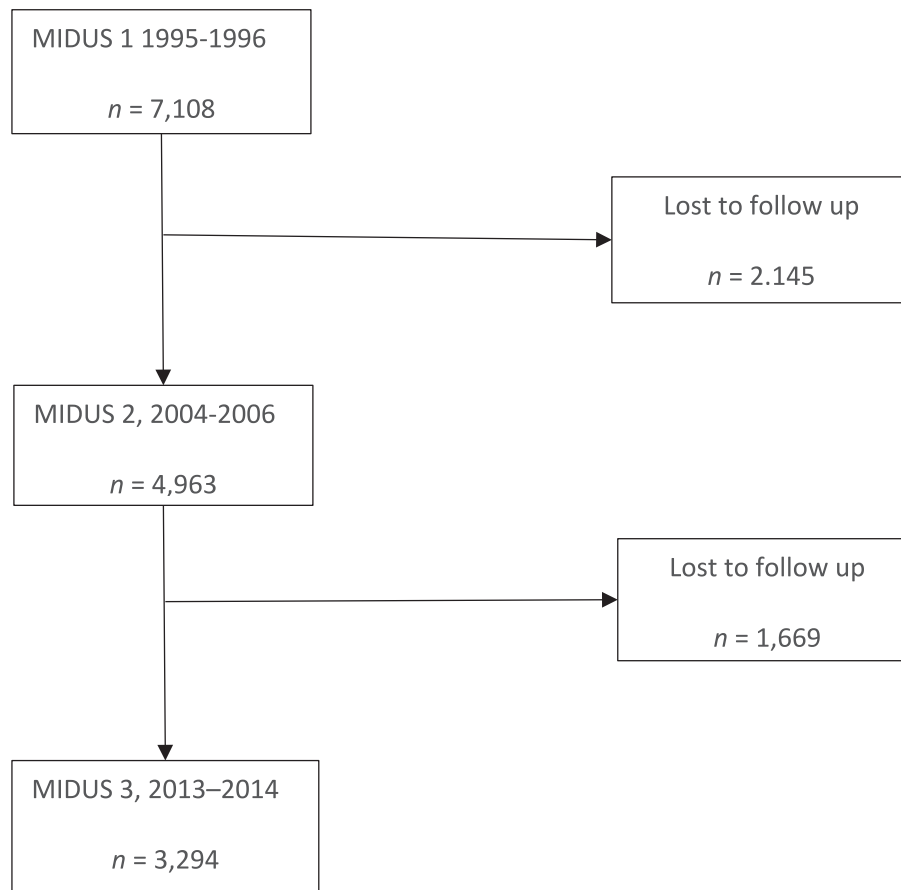 MIDUS 1 1995-1996
n = 7,108
Lost to follow up
n = 2.145
MIDUS 2, 2004-2006
n = 4,963
Lost to follow up
n = 1,669
MIDUS 3, 2013–2014
n = 3,294